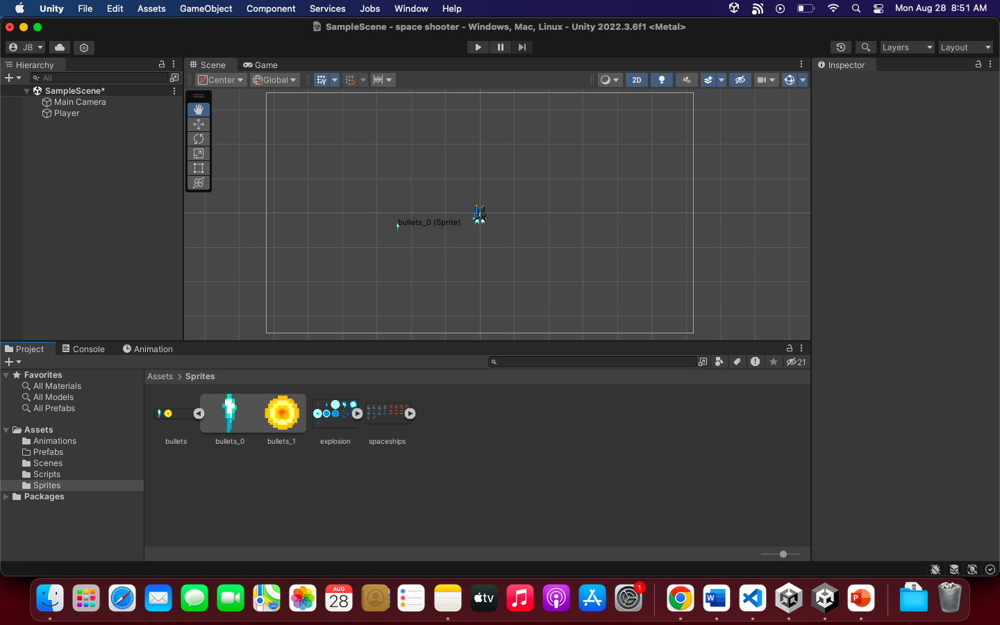 Unity File Edit Assets GameObject Component Services Jobs Window Help Mon Aug 28 8:51 AM
SampleScene - space shooter - Windows, Mac, Linux - Unity 2022.3.6f1 <Metal>
JB Layers Layout
Hierarchy Scene Game Inspector
All Center Global 2D
SampleScene*
Main Camera
Player
bullets_0 (Sprite)
Project Console Animation
21
Favorites Assets > Sprites
All Materials
All Models
All Prefabs
Assets
Animations bullets bullets_0 bullets_1 explosion spaceships
Prefabs
Scenes
Scripts
Sprites
Packages
AUG
28
tv
1
W
P